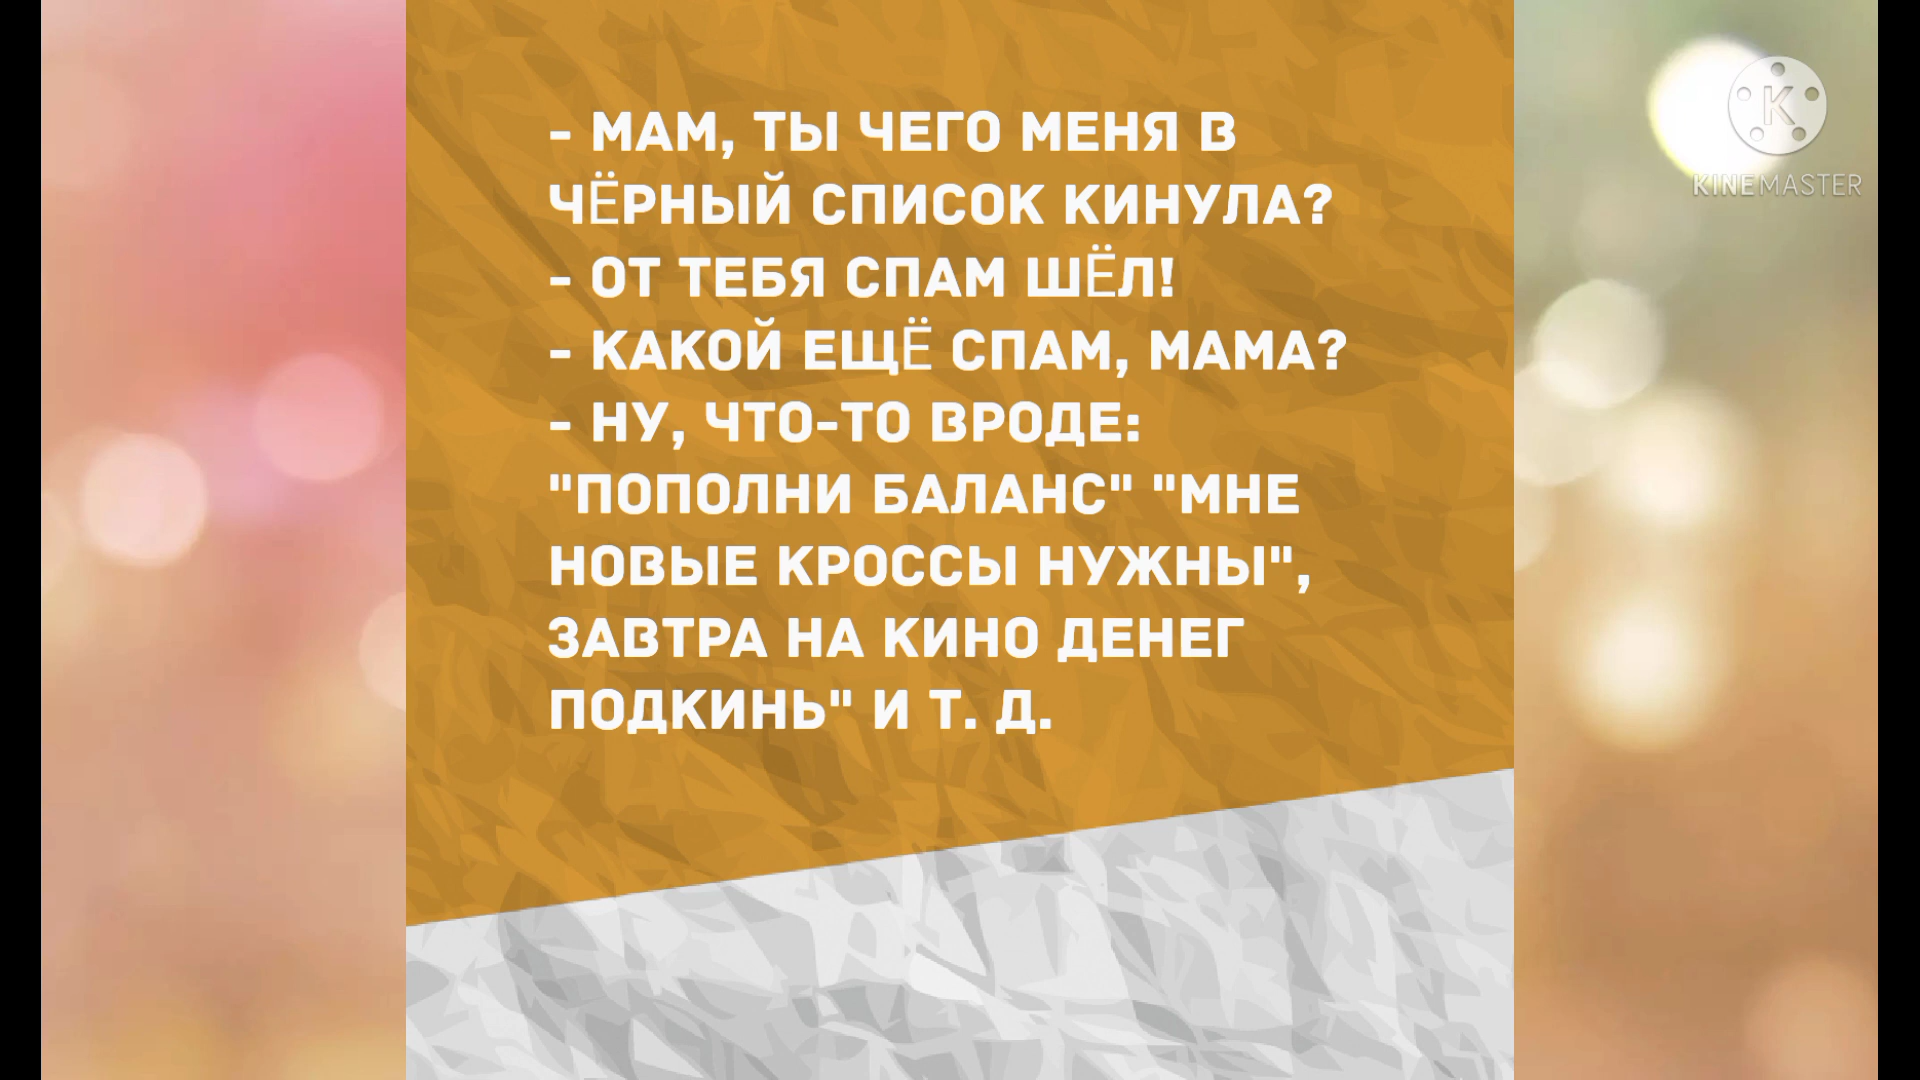 - МАМ, ТЫ ЧЕГО МЕНЯ В
ЧЁРНЫЙ СПИСОК КИНУЛА?
- ОТ ТЕБЯ СПАМ ШЁЛ!
- КАКОЙ ЕЩЁ СПАМ, МАМА?
- НУ, ЧТО-ТО ВРОДЕ:
"ПОПОЛНИ БАЛАНС" "МНЕ
НОВЫЕ КРОССЫ НУЖНЫ",
ЗАВТРА НА КИНО ДЕНЕГ
ПОДКИНЬ" И Т. Д.
K
KINEMASTER